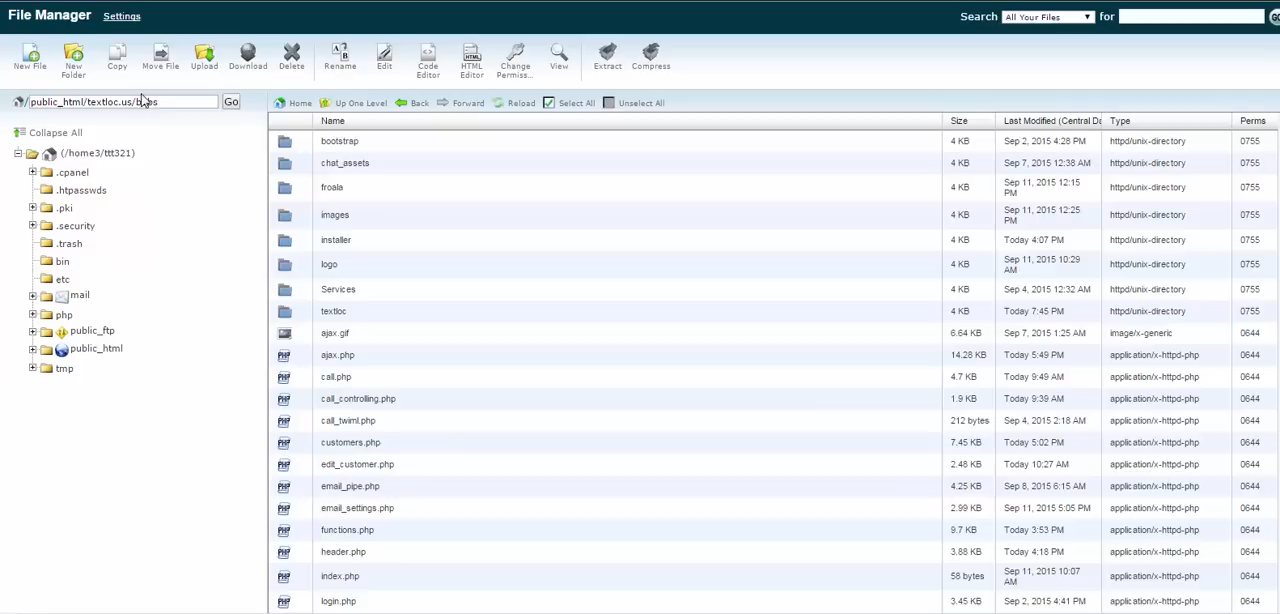 File Manager Settings Search All Your Files for
New File New Folder Copy Move File Upload Download Delete Rename Edit Code Editor HTML Editor Change Permiss... View Extract Compress
/ public_html/textloc.us/ Go Home Up One Level Back Forward Reload Select All Unselect All
Collapse All
(/home3/ttt321)
.cpanel
.htpasswds
.pki
.security
.trash
bin
etc
mail
php
public_ftp
public_html
tmp
Name Size Last Modified (Central Da Type Perms
bootstrap 4 KB Sep 2, 2015 4:28 PM httpd/unix-directory 0755
chat_assets 4 KB Sep 7, 2015 12:38 AM httpd/unix-directory 0755
froala 4 KB Sep 11, 2015 12:15 PM httpd/unix-directory 0755
images 4 KB Sep 11, 2015 12:25 PM httpd/unix-directory 0755
installer 4 KB Today 4:07 PM httpd/unix-directory 0755
logo 4 KB Sep 11, 2015 10:29 AM httpd/unix-directory 0755
Services 4 KB Sep 4, 2015 12:32 AM httpd/unix-directory 0755
textloc 4 KB Today 7:45 PM httpd/unix-directory 0755
ajax.gif 6.64 KB Sep 7, 2015 1:25 AM image/x-generic 0644
ajax.php 14.28 KB Today 5:49 PM application/x-httpd-php 0644
call.php 4.7 KB Today 9:49 AM application/x-httpd-php 0644
call_controlling.php 1.9 KB Today 9:39 AM application/x-httpd-php 0644
call_twiml.php 212 bytes Sep 4, 2015 2:18 AM application/x-httpd-php 0644
customers.php 7.45 KB Today 5:02 PM application/x-httpd-php 0644
edit_customer.php 2.48 KB Today 10:27 AM application/x-httpd-php 0644
email_pipe.php 4.25 KB Sep 8, 2015 6:15 AM application/x-httpd-php 0644
email_settings.php 2.99 KB Sep 11, 2015 5:05 PM application/x-httpd-php 0644
functions.php 9.7 KB Today 3:53 PM application/x-httpd-php 0644
header.php 3.88 KB Today 4:18 PM application/x-httpd-php 0644
index.php 58 bytes Sep 11, 2015 10:07 AM application/x-httpd-php 0644
login.php 3.45 KB Sep 2, 2015 4:41 PM application/x-httpd-php 0644